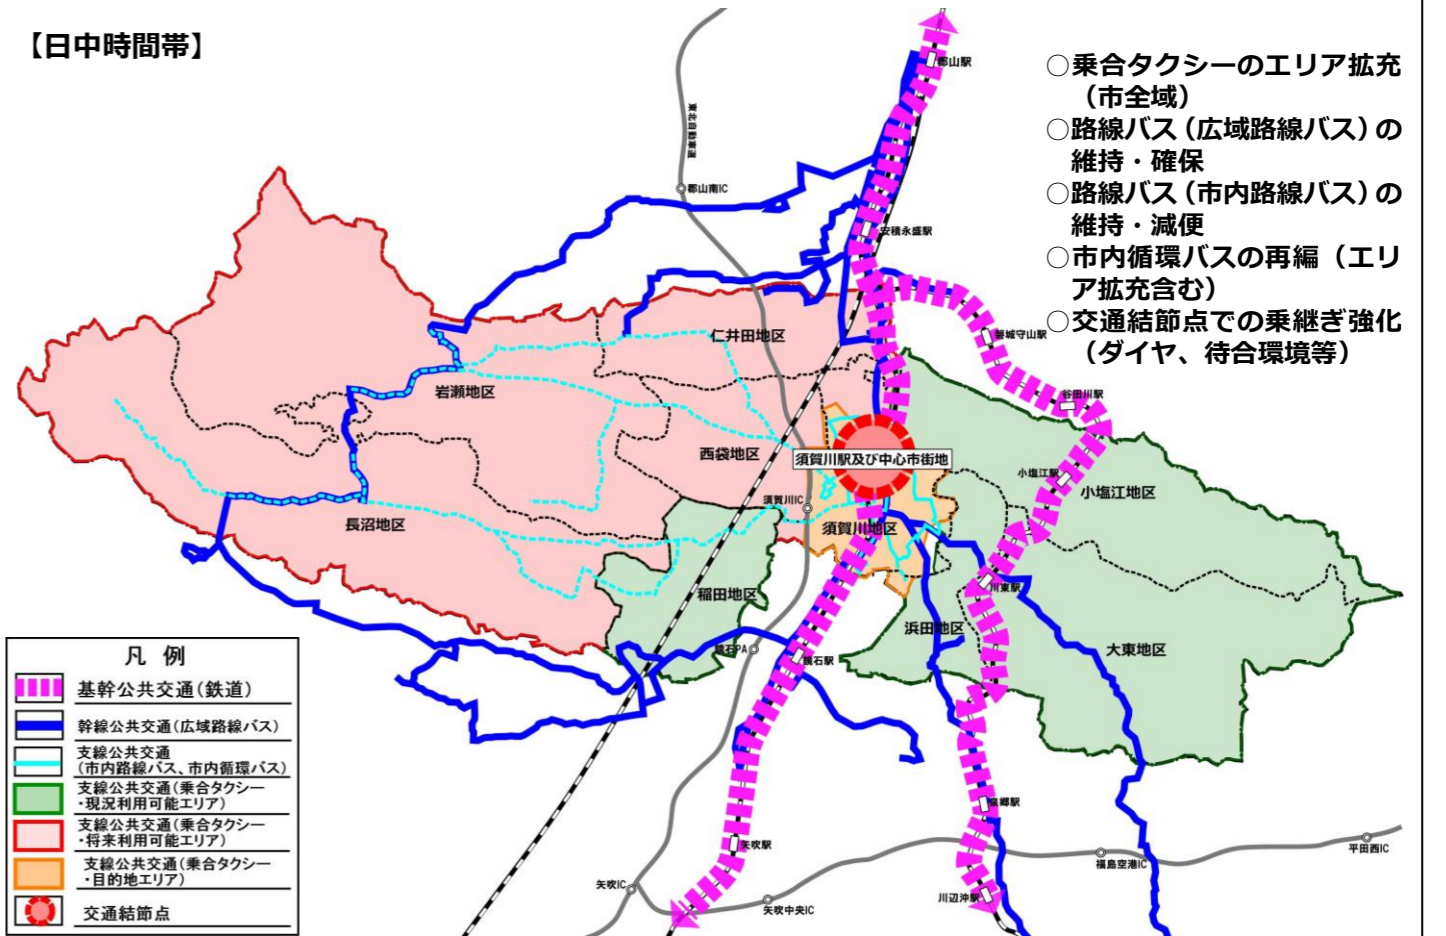 【日中時間帯】
○乗合タクシーのエリア拡充
（市全域）
○路線バス（広域路線バス）の
維持・確保
○路線バス（市内路線バス）の
維持・減便
○市内循環バスの再編（エリ
ア拡充含む）
○交通結節点での乗継ぎ強化
（ダイヤ、待合環境等）
郡山駅
東北自動車道
郡山南IC
安積永盛駅
磐城守山駅
仁井田地区
谷田川駅
岩瀬地区
西袋地区
須賀川駅及び中心市街地
小塩江駅
小塩江地区
須賀川IC
長沼地区
須賀川地区
川東駅
稲田地区
浜田地区
大東地区
鏡石PA
鏡石駅
泉郷駅
矢吹駅
福島空港IC
平田西IC
矢吹IC
矢吹中央IC
川辺沖駅
凡 例
基幹公共交通（鉄道）
幹線公共交通（広域路線バス）
支線公共交通
（市内路線バス、市内循環バス）
支線公共交通（乗合タクシー
・現況利用可能エリア）
支線公共交通（乗合タクシー
・将来利用可能エリア）
支線公共交通（乗合タクシー
・目的地エリア）
交通結節点